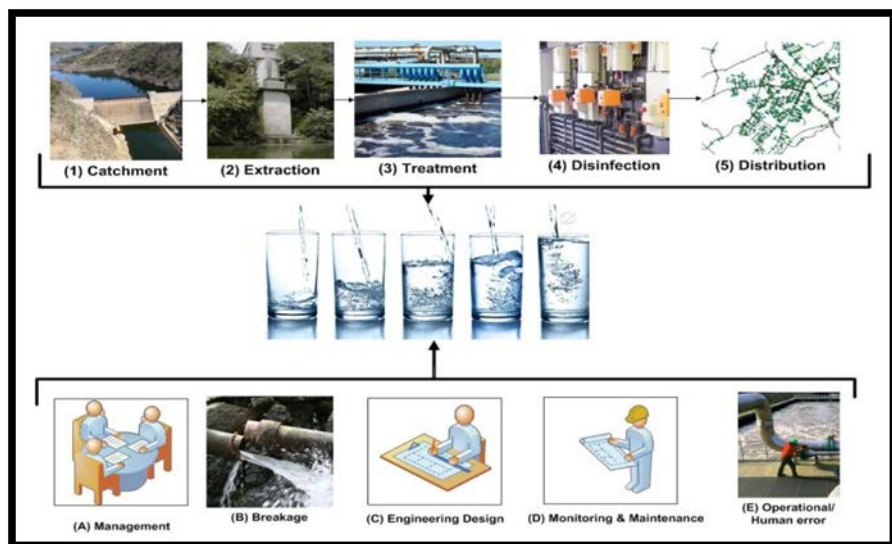 (1) Catchment
(2) Extraction
(3) Treatment
(4) Disinfection
(5) Distribution
(A) Management
(B) Breakage
(C) Engineering Design
(D) Monitoring & Maintenance
(E) Operational/
Human error